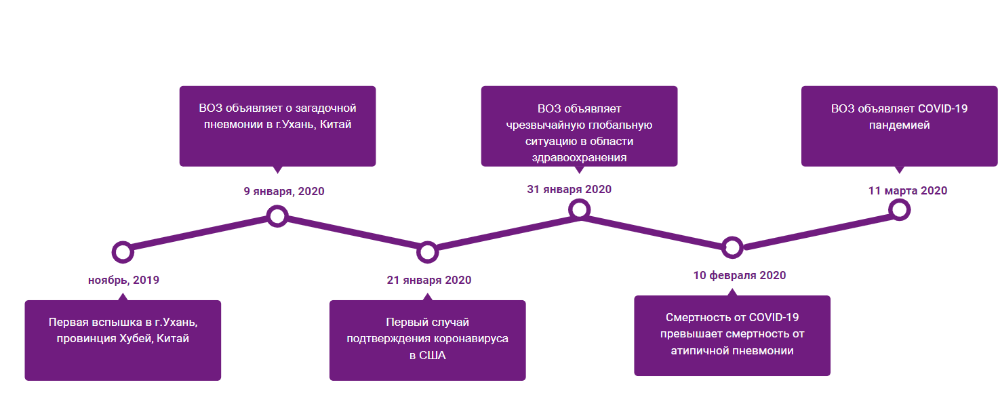 ВОЗ объявляет о загадочной
пневмонии в г.Ухань, Китай
ВОЗ объявляет
чрезвычайную глобальную
ситуацию в области
здравоохранения
ВОЗ объявляет COVID-19
пандемией
9 января, 2020
31 января 2020
11 марта 2020
ноябрь, 2019
21 января 2020
10 февраля 2020
Первая вспышка в г.Ухань,
провинция Хубей, Китай
Первый случай
подтверждения коронавируса
в США
Смертность от COVID-19
превышает смертность от
атипичной пневмонии